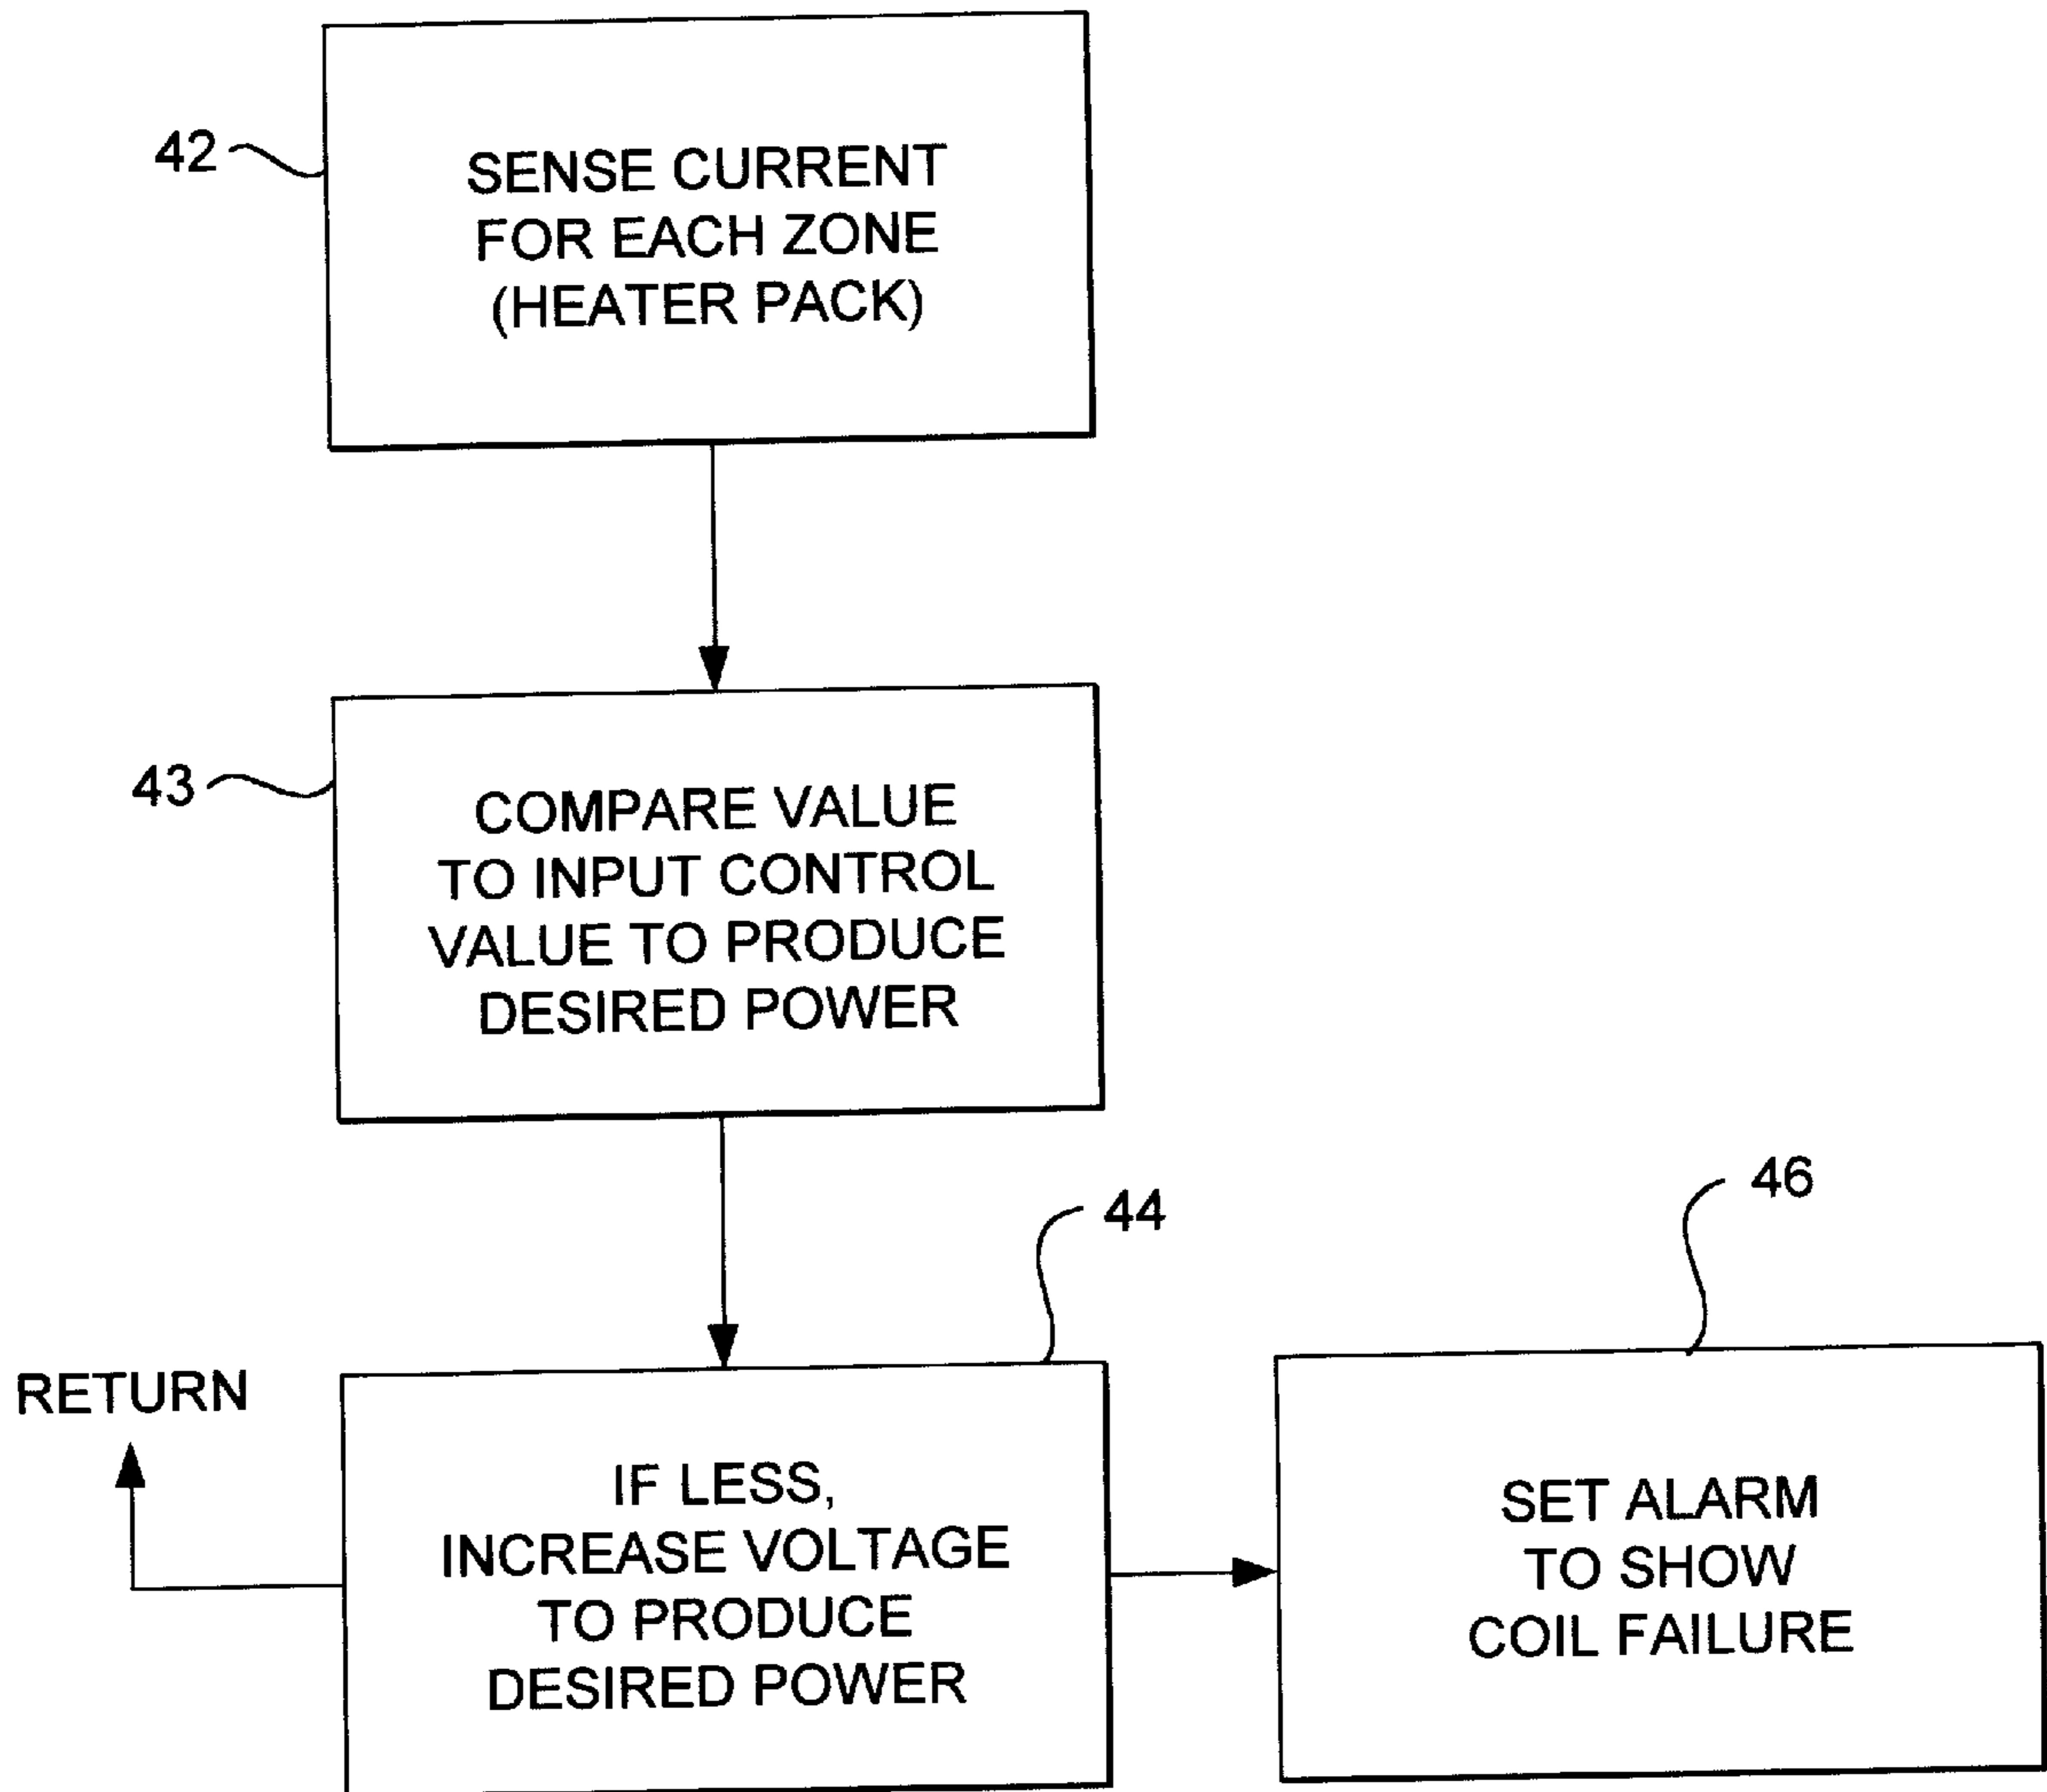 42
SENSE CURRENT
FOR EACH ZONE
(HEATER PACK)
43
COMPARE VALUE
TO INPUT CONTROL
VALUE TO PRODUCE
DESIRED POWER
44
46
RETURN
IF LESS,
INCREASE VOLTAGE
TO PRODUCE
DESIRED POWER
SET ALARM
TO SHOW
COIL FAILURE